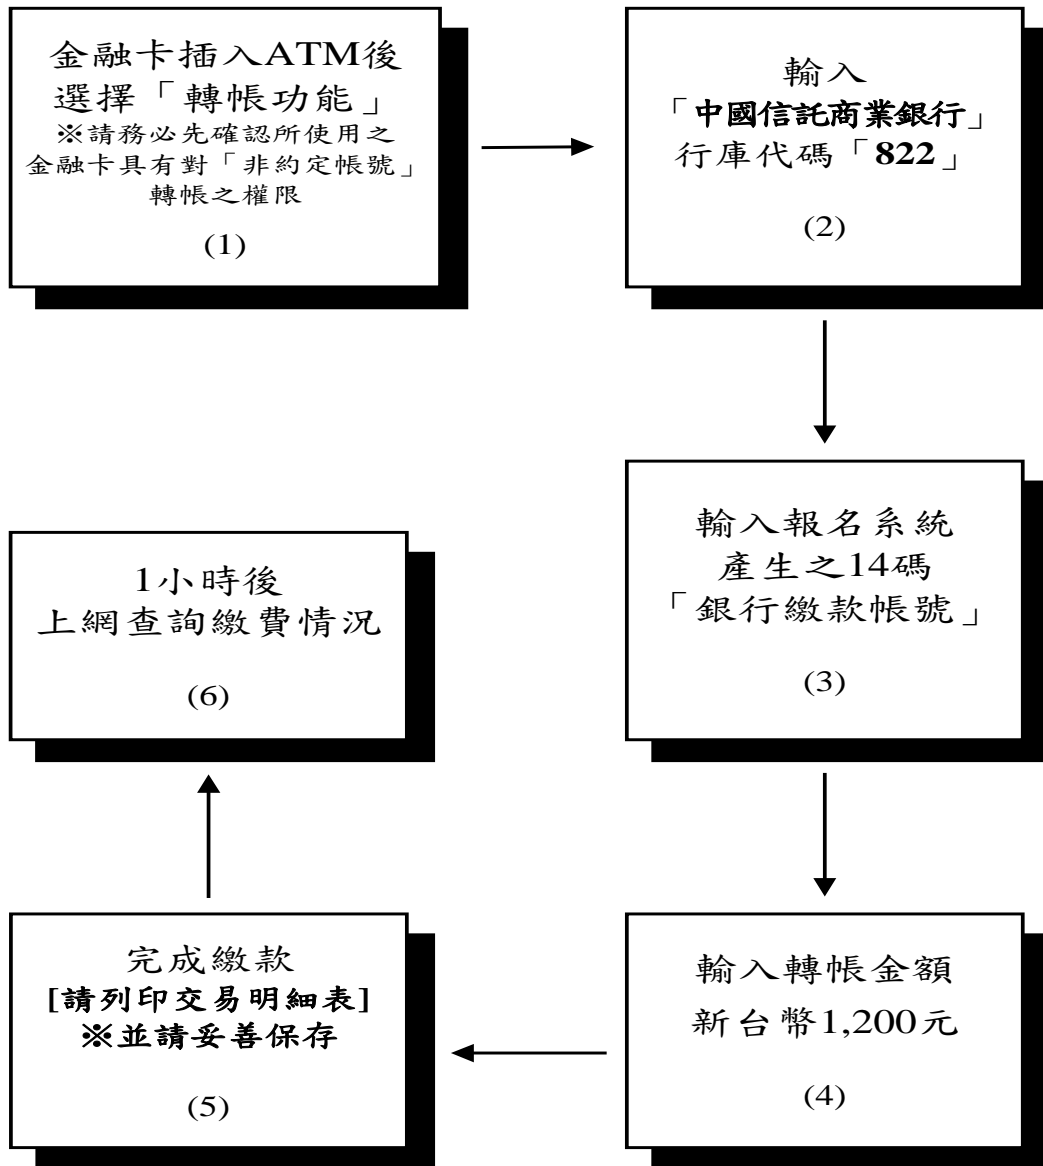 金融卡插入ATM後
選擇「轉帳功能」
※請務必先確認所使用之
金融卡具有對「非約定帳號」
轉帳之權限
(1)
輸入
「中國信託商業銀行」
行庫代碼「822」
(2)
輸入報名系統
產生之14碼
「銀行繳款帳號」
(3)
輸入轉帳金額
新台幣1,200元
(4)
完成繳款
[請列印交易明細表]
※並請妥善保存
(5)
1小時後
上網查詢繳費情況
(6)